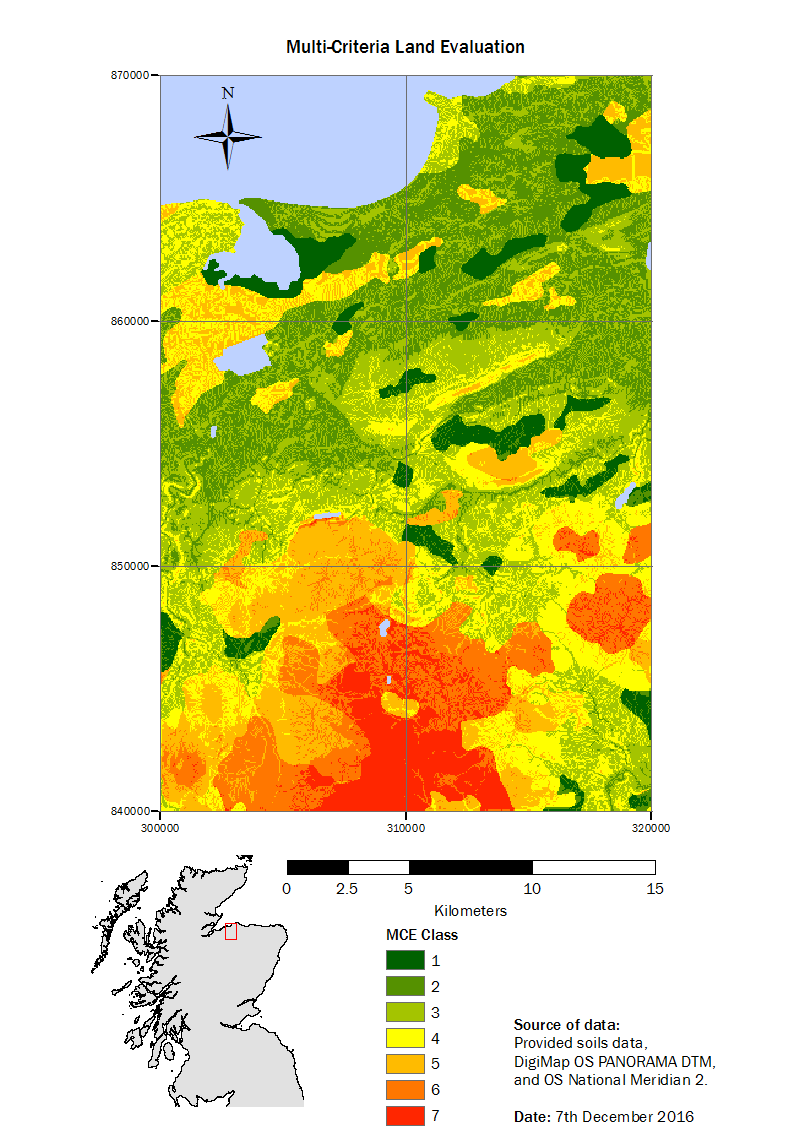 Multi-Criteria Land Evaluation
870000
N
860000
850000
840000
300000 310000 320000
0 2.5 5 10 15
Kilometers
MCE Class
1
2
3
4
5
6
7
Source of data:
Provided soils data,
DigiMap OS PANORAMA DTM,
and OS National Meridian 2.
Date: 7th December 2016